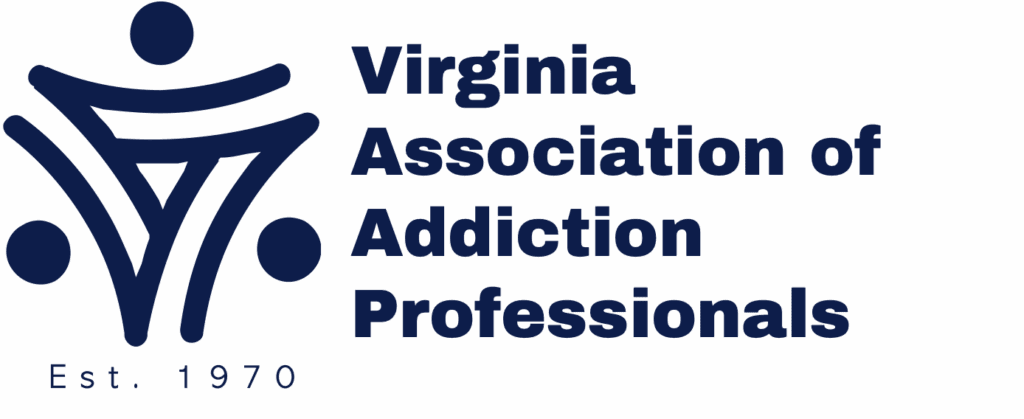 Virginia
Association of
Addiction
Professionals
Est. 1970